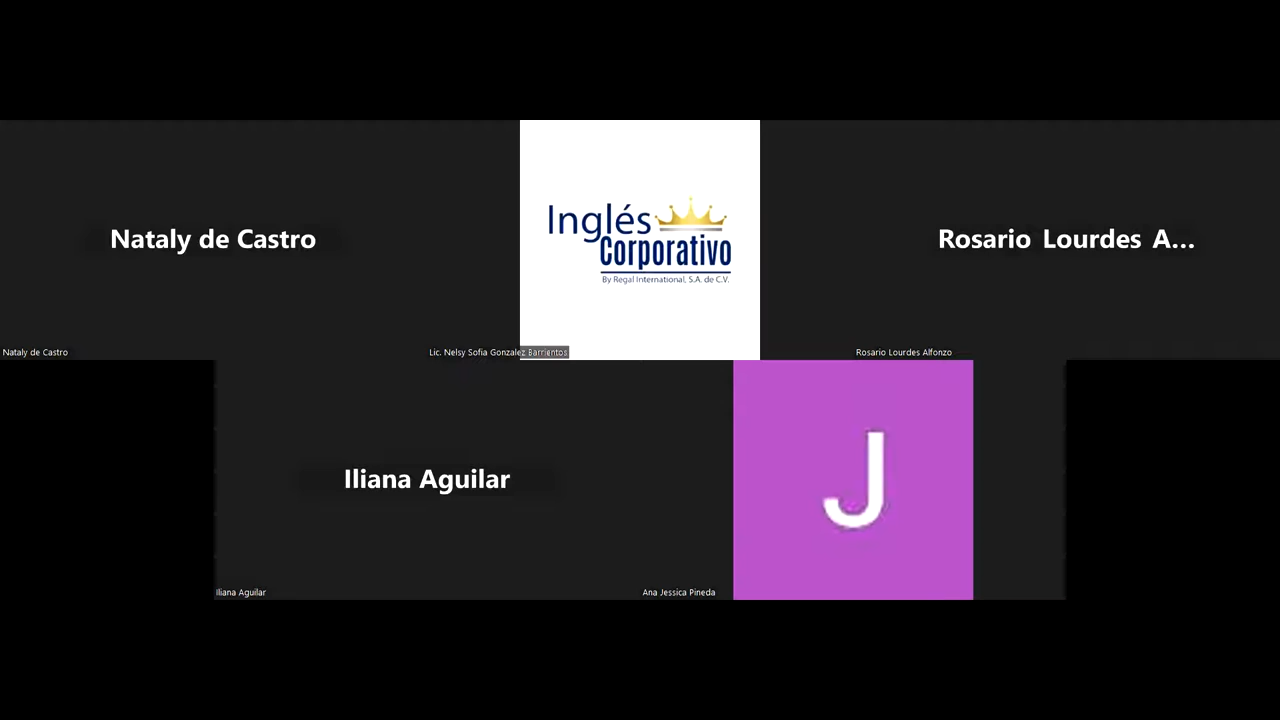 Nataly de Castro
Inglés
Corporativo
By Regal International, S.A. de C.V.
Rosario Lourdes A...
Nataly de Castro
Lic. Nelsy Sofia Gonzalez Barrientos
Rosario Lourdes Alfonzo
Iliana Aguilar
J
Iliana Aguilar
Ana Jessica Pineda